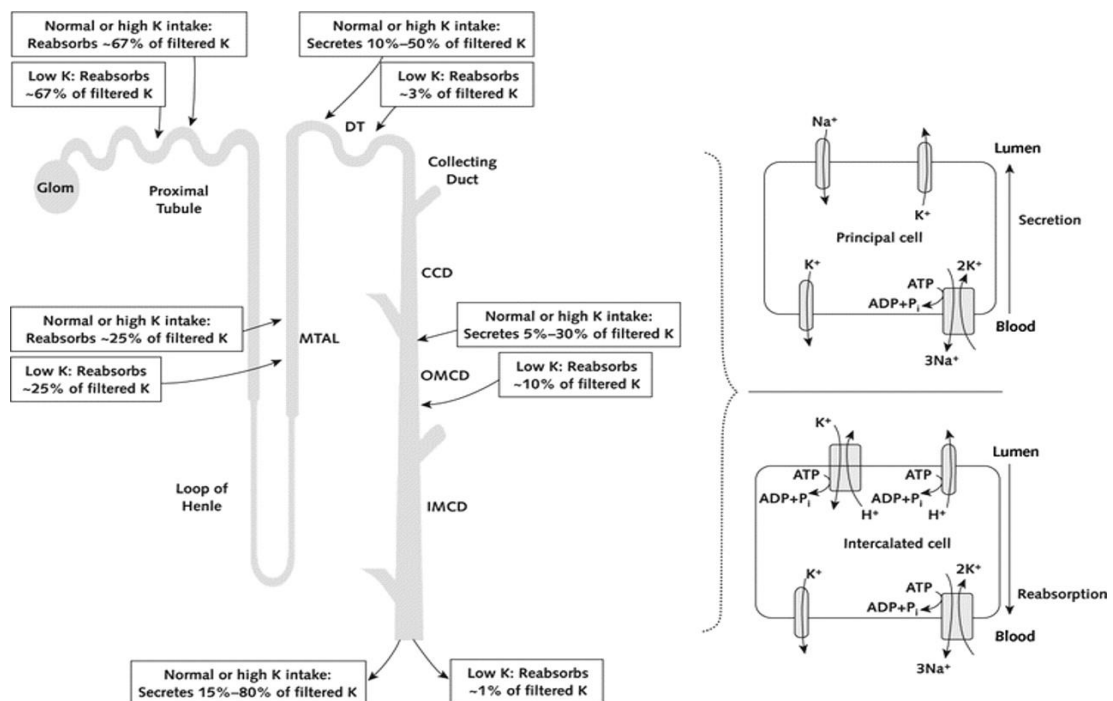 Normal or high K intake:
Reabsorbs ~67% of filtered K
Low K: Reabsorbs
~67% of filtered K
Normal or high K intake:
Secretes 10%–50% of filtered K
Low K: Reabsorbs
~3% of filtered K
DT
Glom
Proximal
Tubule
Collecting
Duct
CCD
Normal or high K intake:
Reabsorbs ~25% of filtered K
Low K: Reabsorbs
~25% of filtered K
MTAL
Normal or high K intake:
Secretes 5%–30% of filtered K
OMCD
Low K: Reabsorbs
~10% of filtered K
Loop of
Henle
IMCD
Normal or high K intake:
Secretes 15%–80% of filtered K
Low K: Reabsorbs
~1% of filtered K
Na⁺
Lumen
K⁺
Secretion
Principal cell
K⁺
2K⁺
ATP
ADP+Pᵢ
Blood
3Na⁺
K⁺
Lumen
ATP
ATP
ADP+Pᵢ
ADP+Pᵢ
H⁺
H⁺
Intercalated cell
K⁺
2K⁺
ATP
Reabsorption
ADP+Pᵢ
Blood
3Na⁺